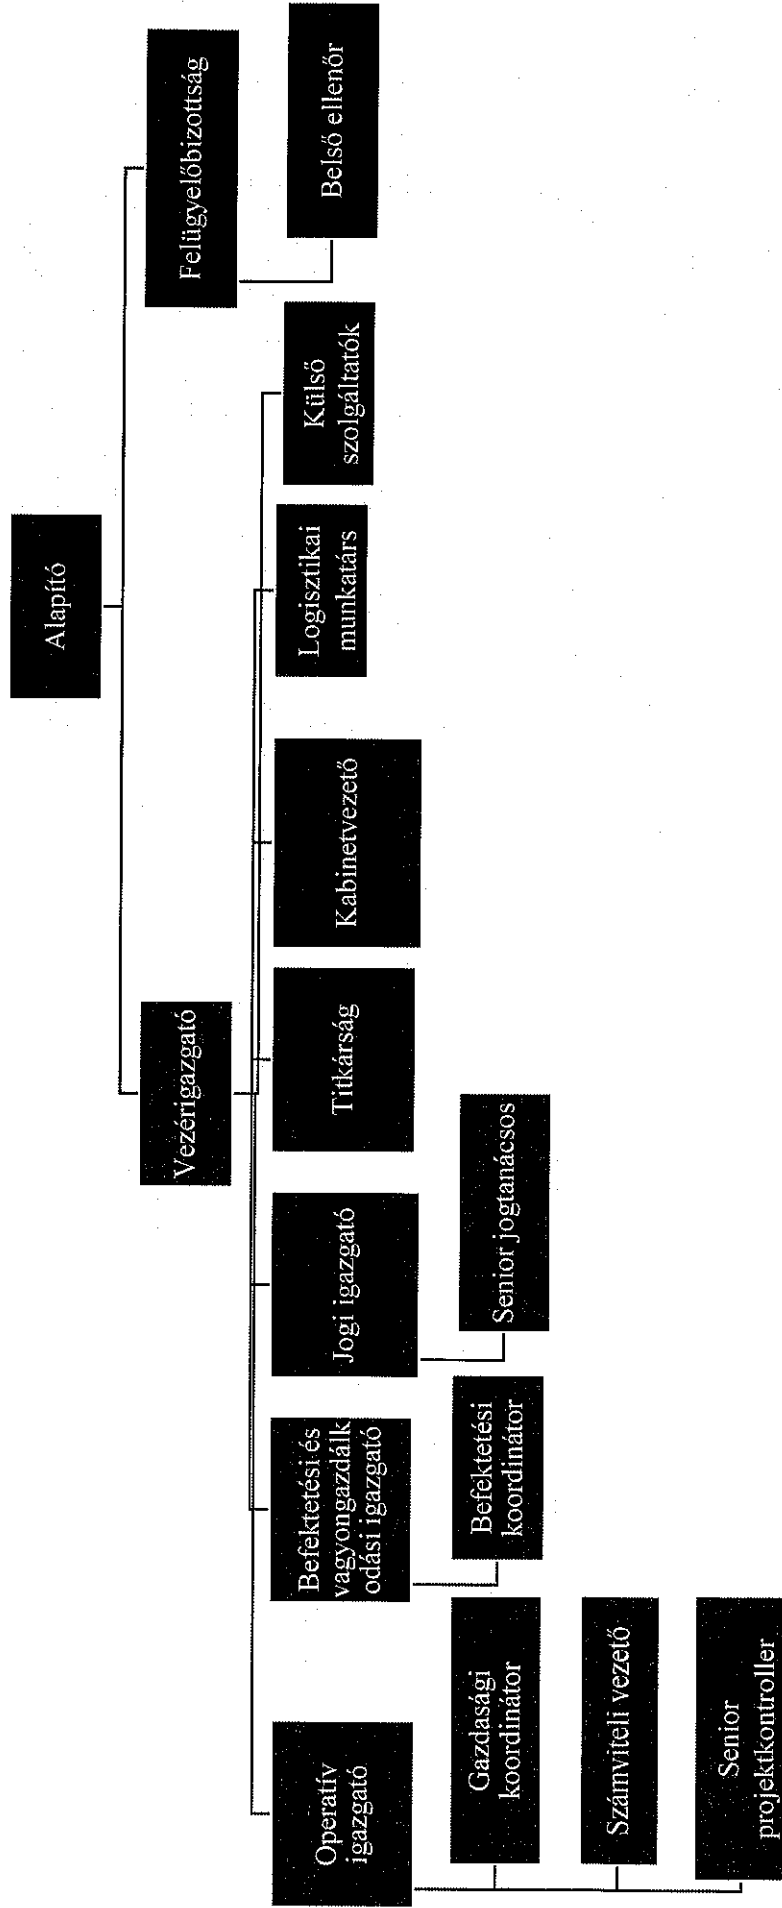 Alapító
Vezérigazgató
Felügyelőbizottság
Operatív
igazgató
Befektetési és
vagyongazdálk
odási igazgató
Jogi igazgató
Titkárság
Kabinetvezető
Logisztikai
munkatárs
Külső
szolgáltatók
Belső ellenőr
Gazdasági
koordinátor
Számviteli vezető
Senior
projektkontroller
Befektetési
koordinátor
Senior jogtanácsos